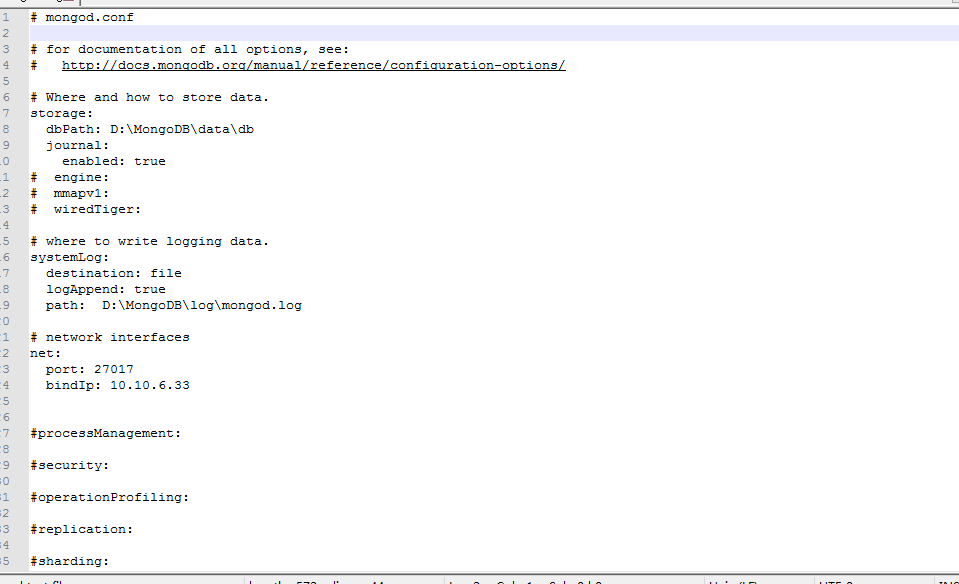 1 # mongod.conf
2
3 # for documentation of all options, see:
4 #   http://docs.mongodb.org/manual/reference/configuration-options/
5
6 # Where and how to store data.
7 storage:
8   dbPath: D:\MongoDB\data\db
9   journal:
0     enabled: true
1 #  engine:
2 #  mmapv1:
3 #  wiredTiger:
4
5 # where to write logging data.
6 systemLog:
7   destination: file
8   logAppend: true
9   path:  D:\MongoDB\log\mongod.log
0
1 # network interfaces
2 net:
3   port: 27017
4   bindIp: 10.10.6.33
5
6
7 #processManagement:
8
9 #security:
0
1 #operationProfiling:
2
3 #replication:
4
5 #sharding: